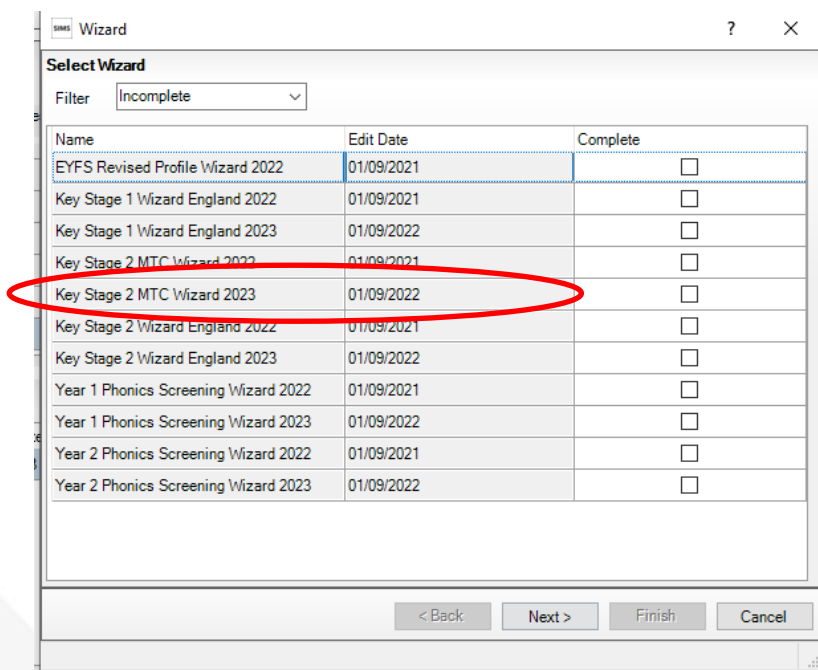 SIMS Wizard ? ×
Select Wizard
Filter Incomplete
Name Edit Date Complete
EYFS Revised Profile Wizard 2022 01/09/2021
Key Stage 1 Wizard England 2022 01/09/2021
Key Stage 1 Wizard England 2023 01/09/2022
Key Stage 2 MTC Wizard 2022 01/09/2021
Key Stage 2 MTC Wizard 2023 01/09/2022
Key Stage 2 Wizard England 2022 01/09/2021
Key Stage 2 Wizard England 2023 01/09/2022
Year 1 Phonics Screening Wizard 2022 01/09/2021
Year 1 Phonics Screening Wizard 2023 01/09/2022
Year 2 Phonics Screening Wizard 2022 01/09/2021
Year 2 Phonics Screening Wizard 2023 01/09/2022
< Back Next > Finish Cancel